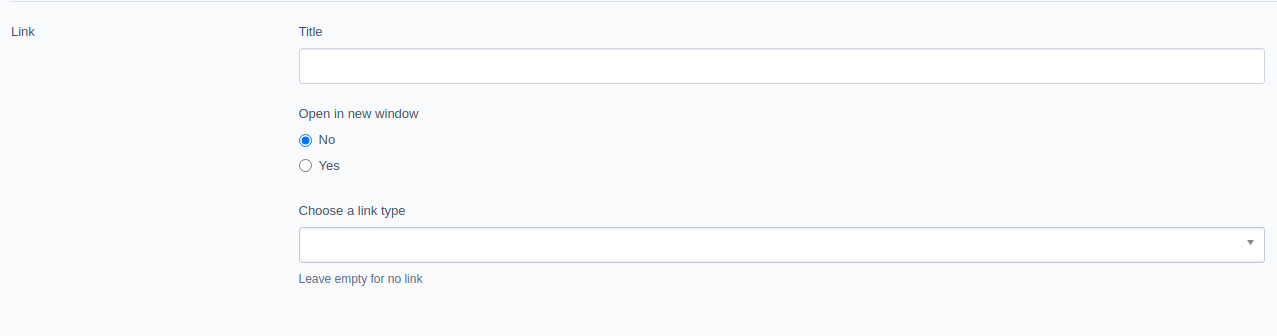 Link
Title
Open in new window
No
Yes
Choose a link type
Leave empty for no link